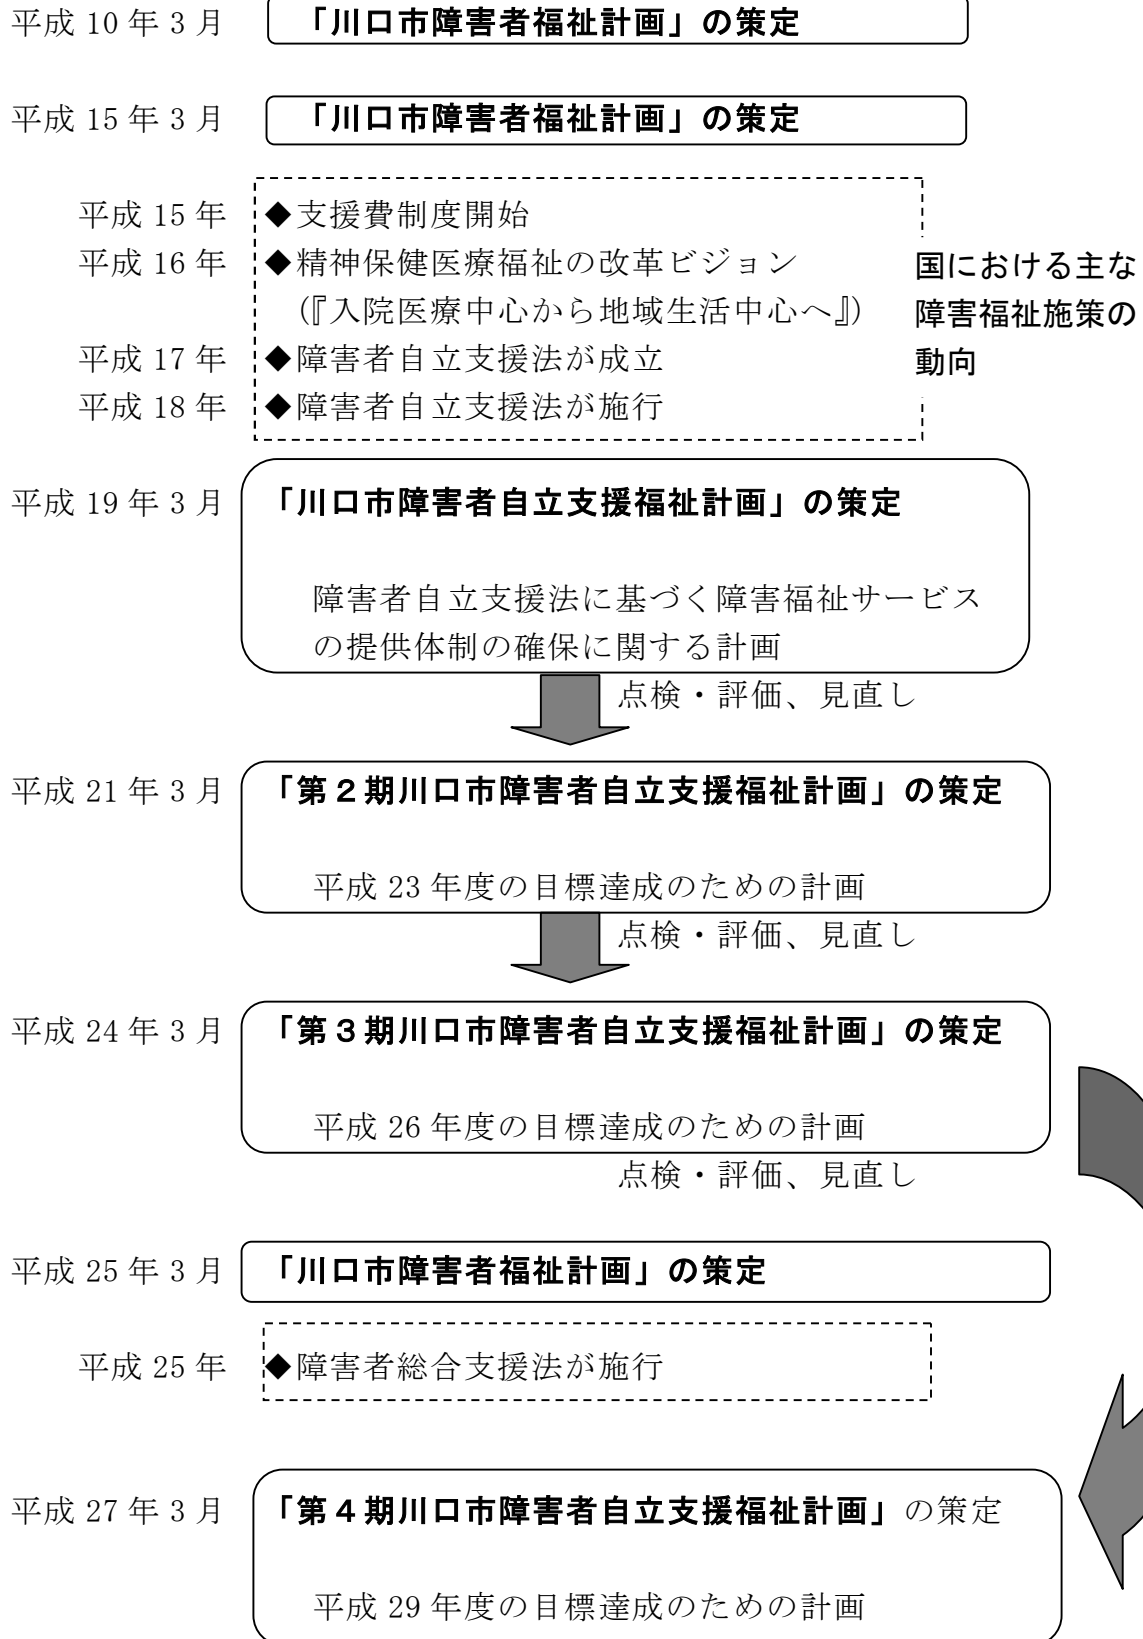 平成 10 年 3 月 「川口市障害者福祉計画」の策定
平成 15 年 3 月 「川口市障害者福祉計画」の策定
平成 15 年 ◆支援費制度開始
平成 16 年 ◆精神保健医療福祉の改革ビジョン
(『入院医療中心から地域生活中心へ』)
平成 17 年 ◆障害者自立支援法が成立
平成 18 年 ◆障害者自立支援法が施行
国における主な
障害福祉施策の
動向
平成 19 年 3 月 「川口市障害者自立支援福祉計画」の策定
障害者自立支援法に基づく障害福祉サービス
の提供体制の確保に関する計画
点検・評価、見直し
平成 21 年 3 月 「第2期川口市障害者自立支援福祉計画」の策定
平成 23 年度の目標達成のための計画
点検・評価、見直し
平成 24 年 3 月 「第3期川口市障害者自立支援福祉計画」の策定
平成 26 年度の目標達成のための計画
点検・評価、見直し
平成 25 年 3 月 「川口市障害者福祉計画」の策定
平成 25 年 ◆障害者総合支援法が施行
平成 27 年 3 月 「第4期川口市障害者自立支援福祉計画」の策定
平成 29 年度の目標達成のための計画